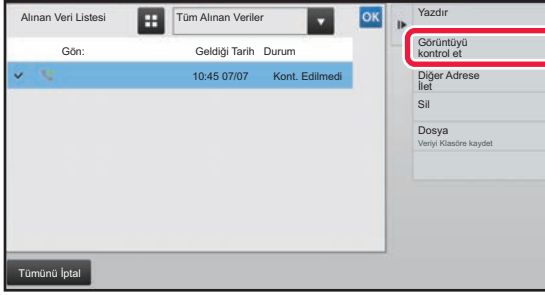 Alınan Veri Listesi
Tüm Alınan Veriler
OK
Gön:
Geldiği Tarih
Durum
10:45 07/07
Kont. Edilmedi
Tümünü İptal
Yazdır
Görüntüyü
kontrol et
Diğer Adrese
İlet
Sil
Dosya
Veriyi Klasöre kaydet